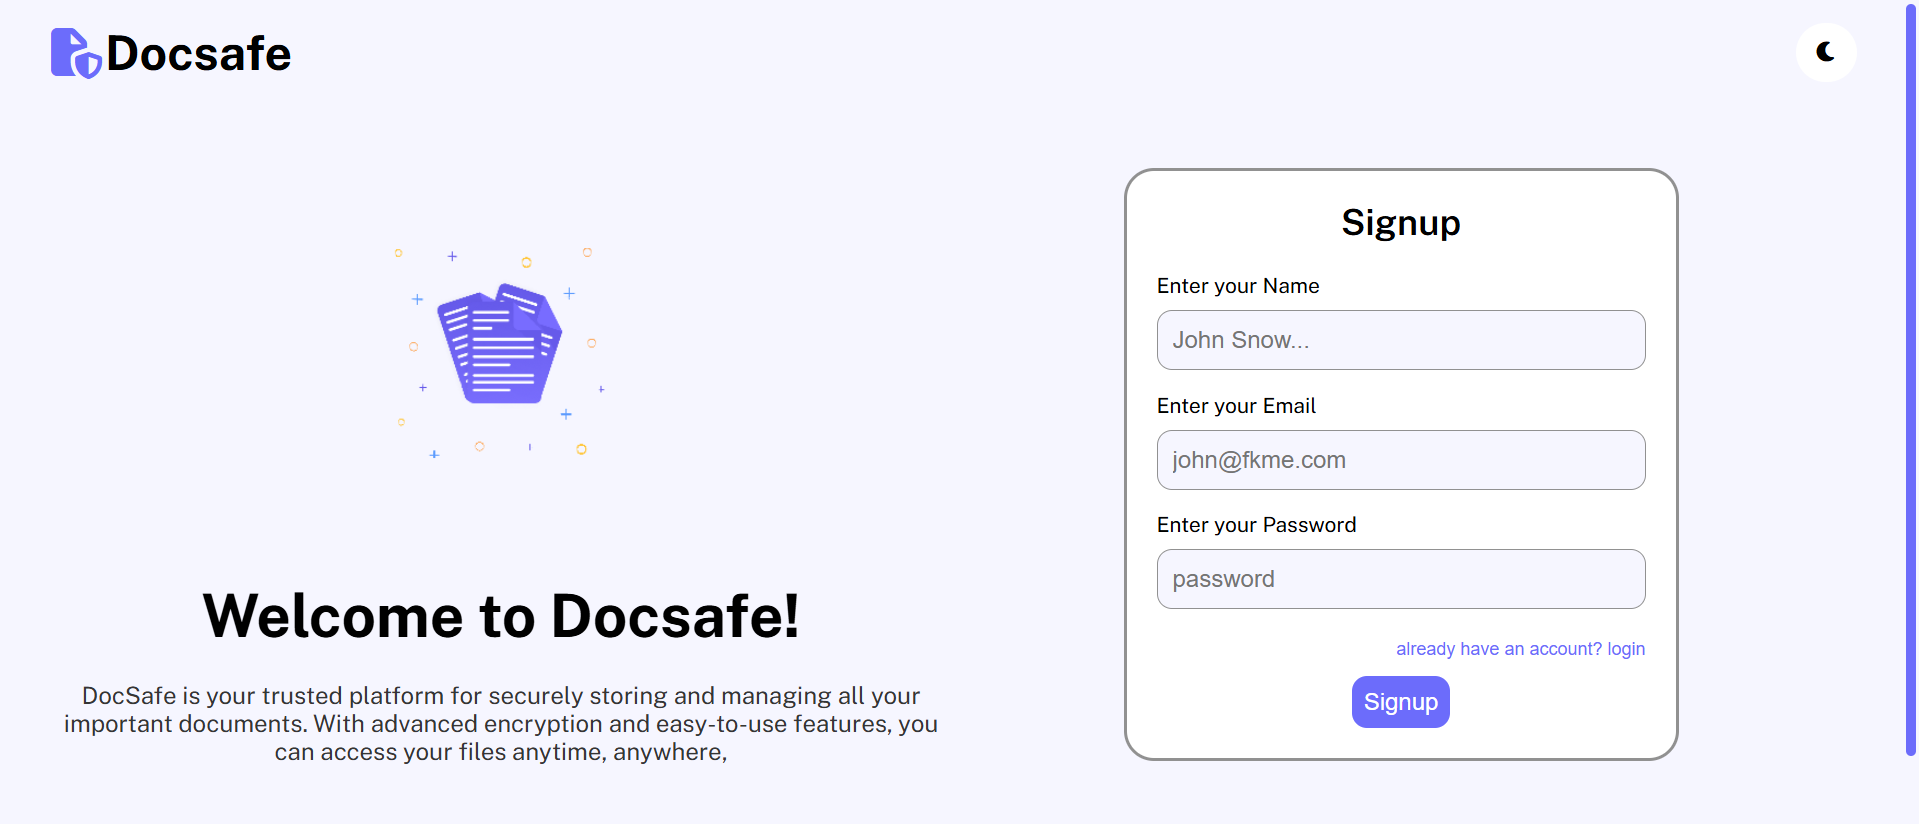 Docsafe
Welcome to Docsafe!
DocSafe is your trusted platform for securely storing and managing all your
important documents. With advanced encryption and easy-to-use features, you
can access your files anytime, anywhere,
Signup
Enter your Name
John Snow...
Enter your Email
john@fkme.com
Enter your Password
password
already have an account? login
Signup